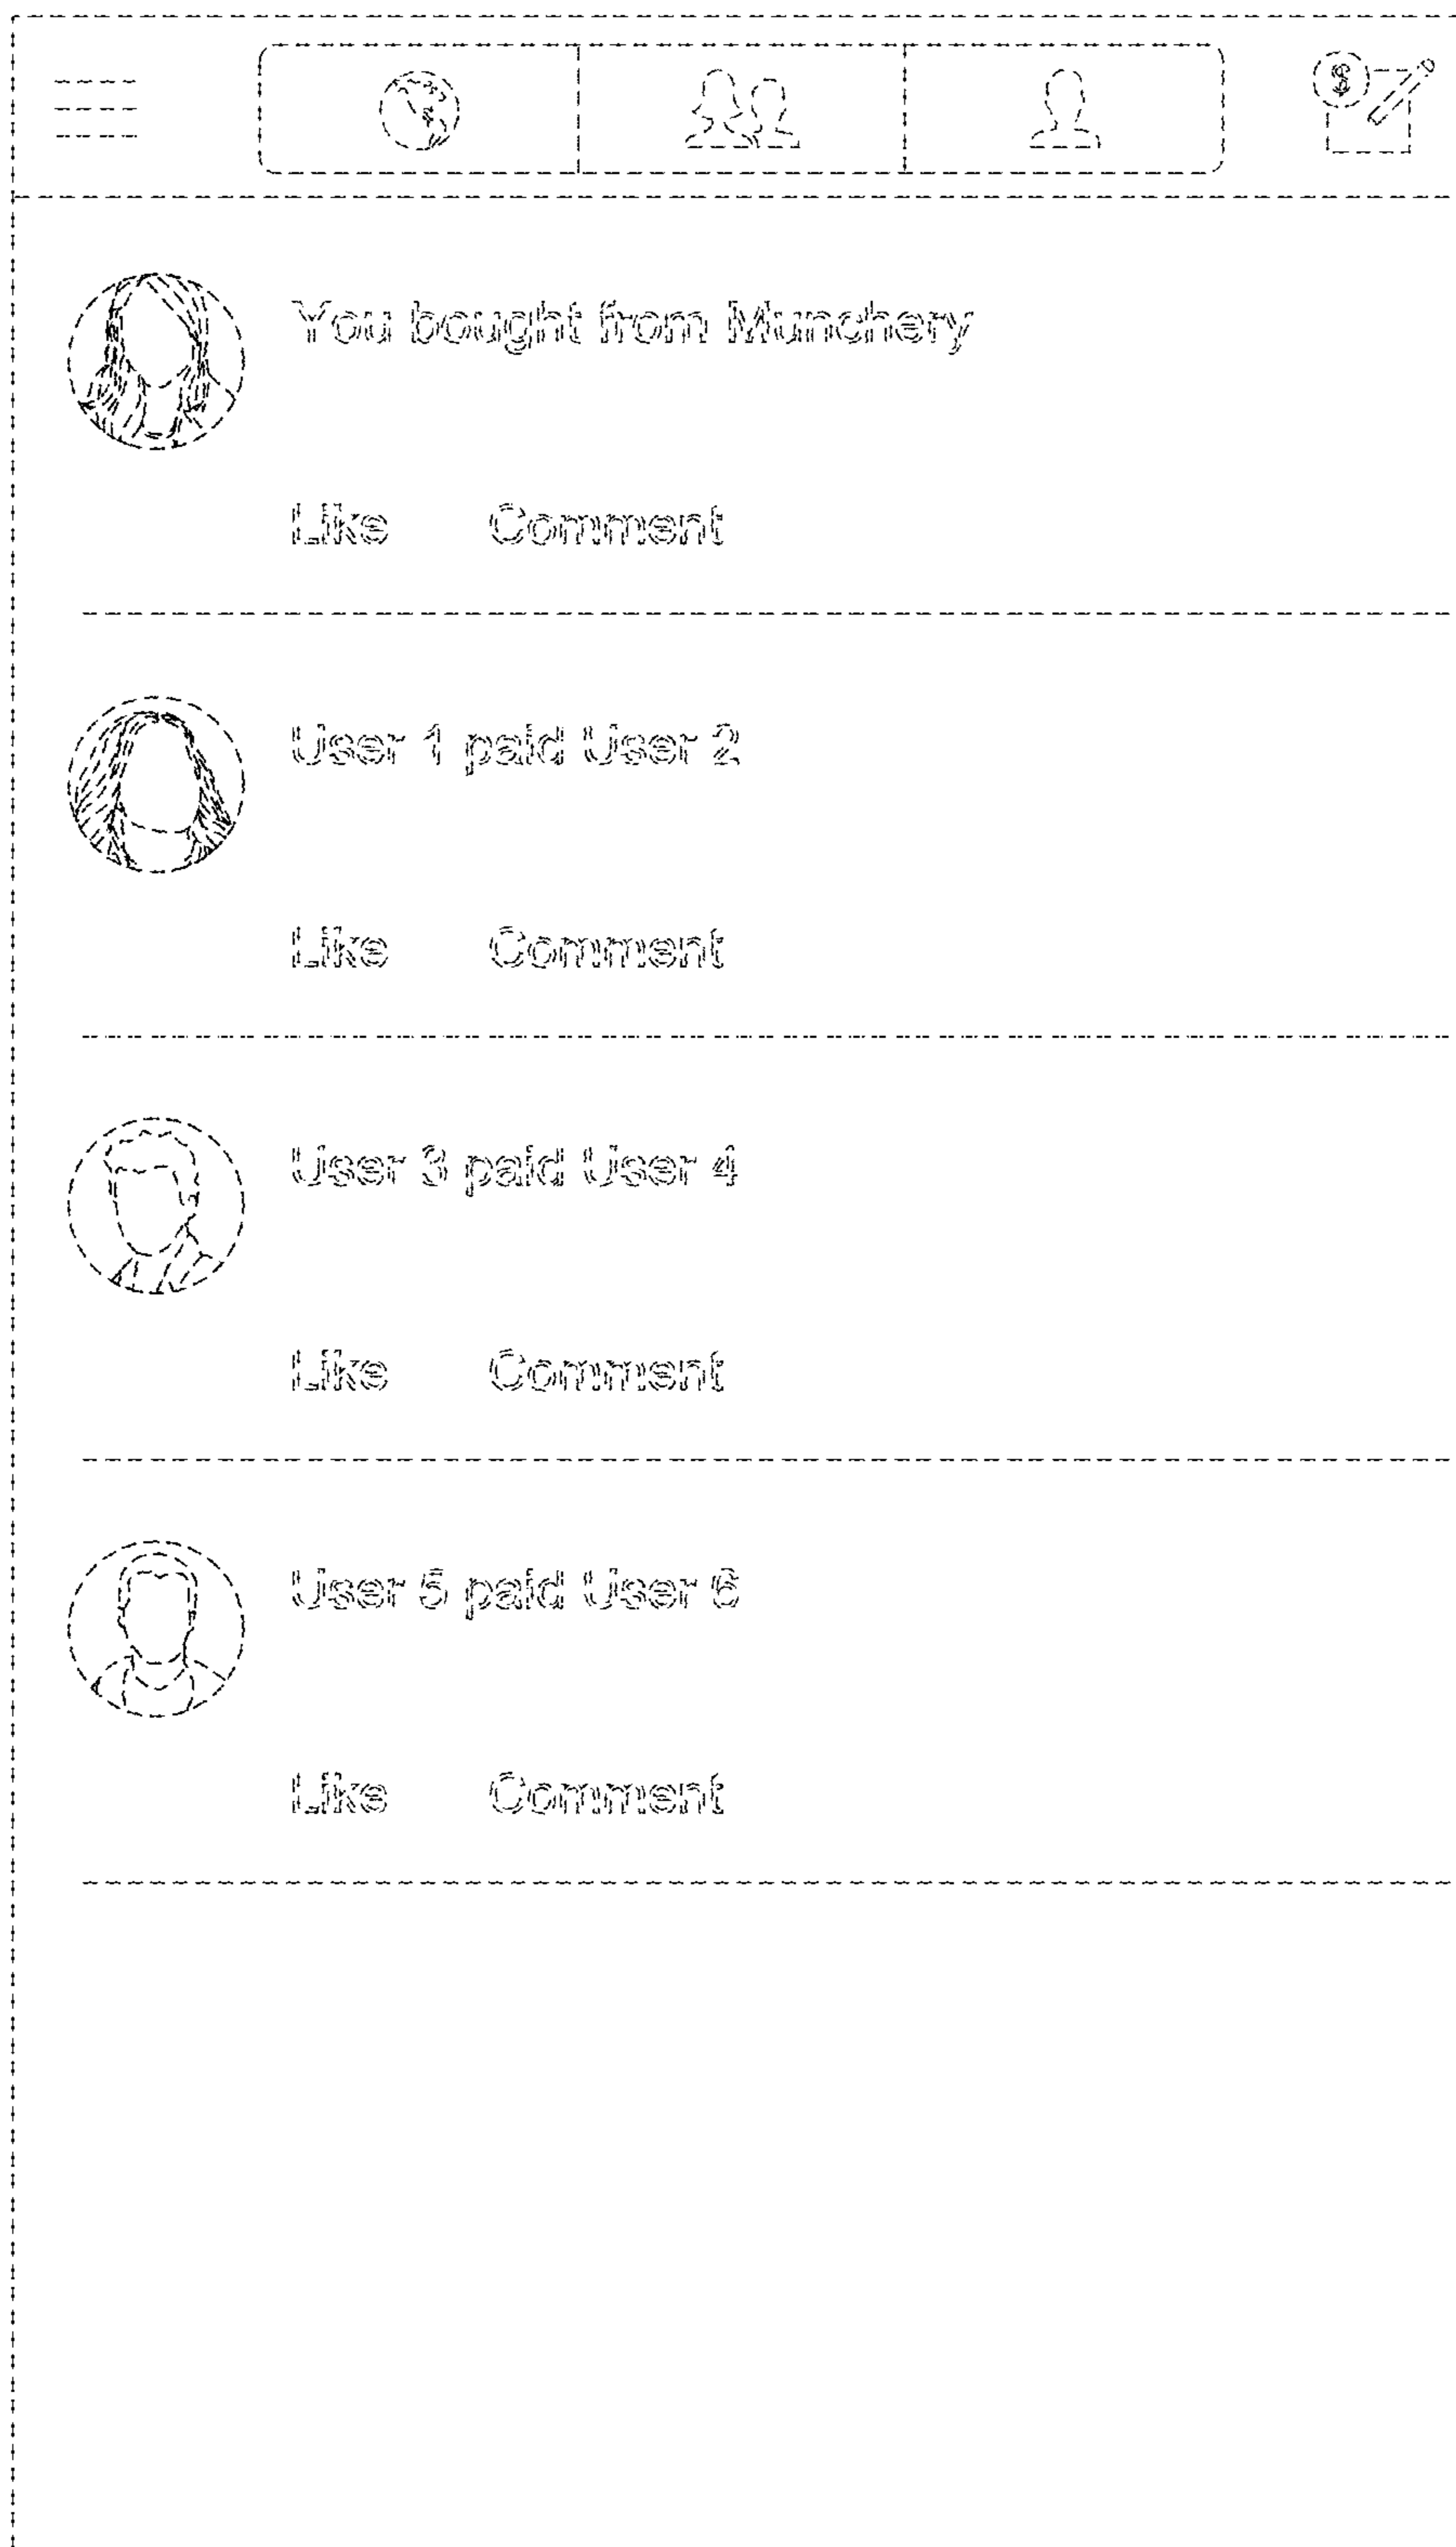 $
You bought from Munchery
Like Comment
User 1 paid User 2
Like Comment
User 3 paid User 4
Like Comment
User 5 paid User 6
Like Comment